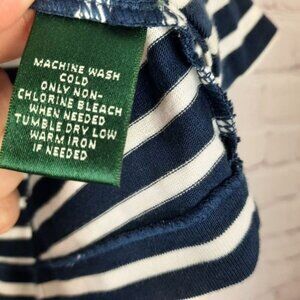 MACHINE WASH
COLD
ONLY NON-
CHLORINE BLEACH
WHEN NEEDED
TUMBLE DRY LOW
WARM IRON
IF NEEDED